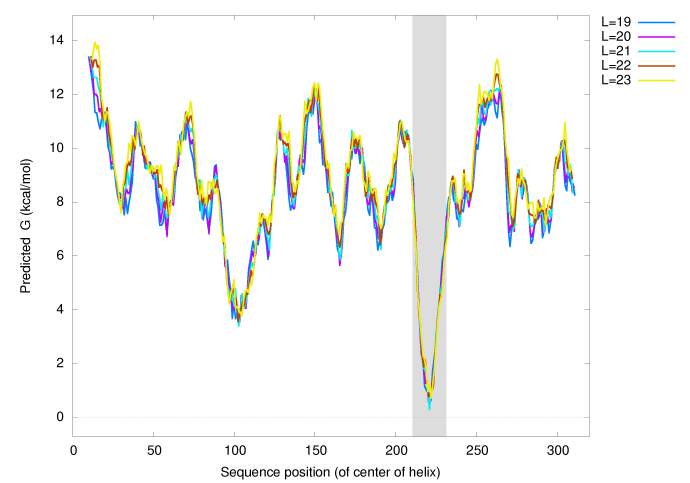 L=19
L=20
L=21
L=22
L=23
14
12
10
8
6
4
2
0
Predicted G (kcal/mol)
0 50 100 150 200 250 300
Sequence position (of center of helix)